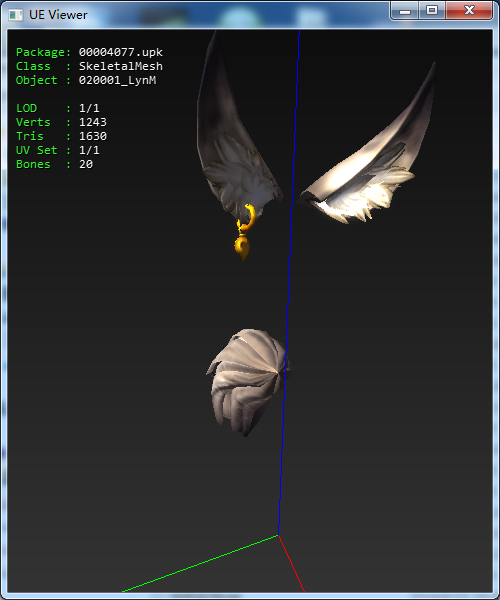 UE Viewer
Package: 00004077.upk
Class : SkeletalMesh
Object : 020001_LynM
LOD : 1/1
Verts : 1243
Tris : 1630
UV Set : 1/1
Bones : 20